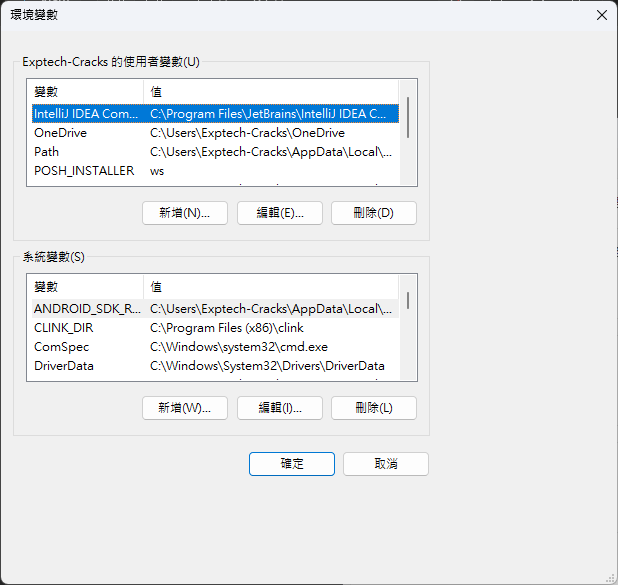 環境變數
Exptech-Cracks 的使用者變數(U)
變數 值
IntelliJ IDEA Com... C:\Program Files\JetBrains\IntelliJ IDEA C...
OneDrive C:\Users\Exptech-Cracks\OneDrive
Path C:\Users\Exptech-Cracks\AppData\Local\...
POSH_INSTALLER ws
新增(N)... 編輯(E)... 刪除(D)
系統變數(S)
變數 值
ANDROID_SDK_R... C:\Users\Exptech-Cracks\AppData\Local\...
CLINK_DIR C:\Program Files (x86)\clink
ComSpec C:\Windows\system32\cmd.exe
DriverData C:\Windows\System32\Drivers\DriverData
新增(W)... 編輯(I)... 刪除(L)
確定 取消